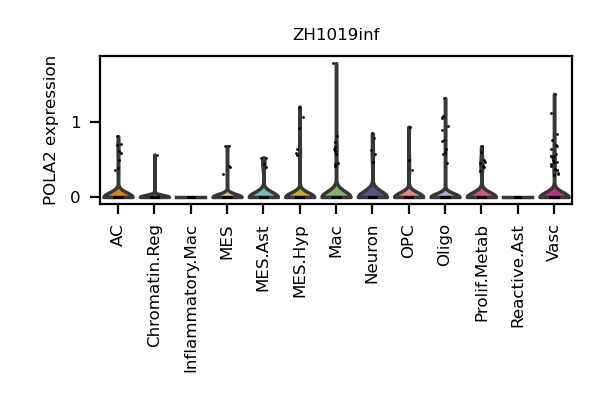 ZH1019inf
POLA2 expression
1
0
AC
Chromatin.Reg
Inflammatory.Mac
MES
MES.Ast
MES.Hyp
Mac
Neuron
OPC
Oligo
Prolif.Metab
Reactive.Ast
Vasc